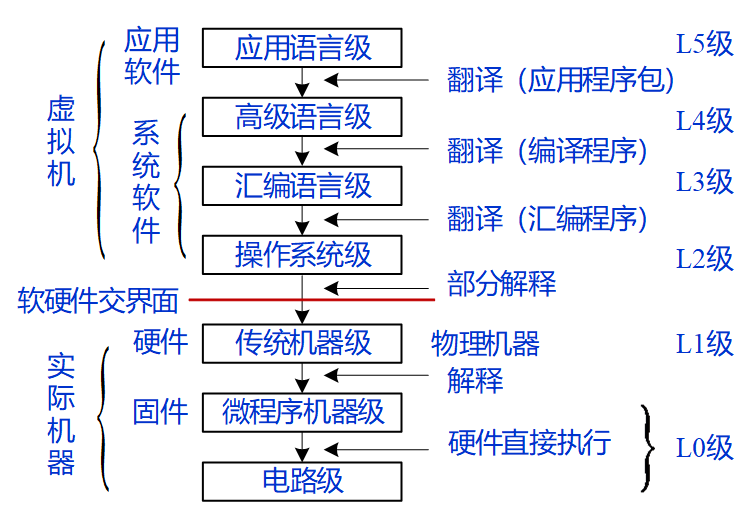 应用
软件
应用语言级
L5级
翻译（应用程序包）
虚拟机
系统软件
高级语言级
L4级
翻译（编译程序）
汇编语言级
L3级
翻译（汇编程序）
操作系统级
L2级
部分解释
软硬件交界面
实际机器
硬件
传统机器级
物理机器
L1级
解释
固件
微程序机器级
硬件直接执行
L0级
电路级